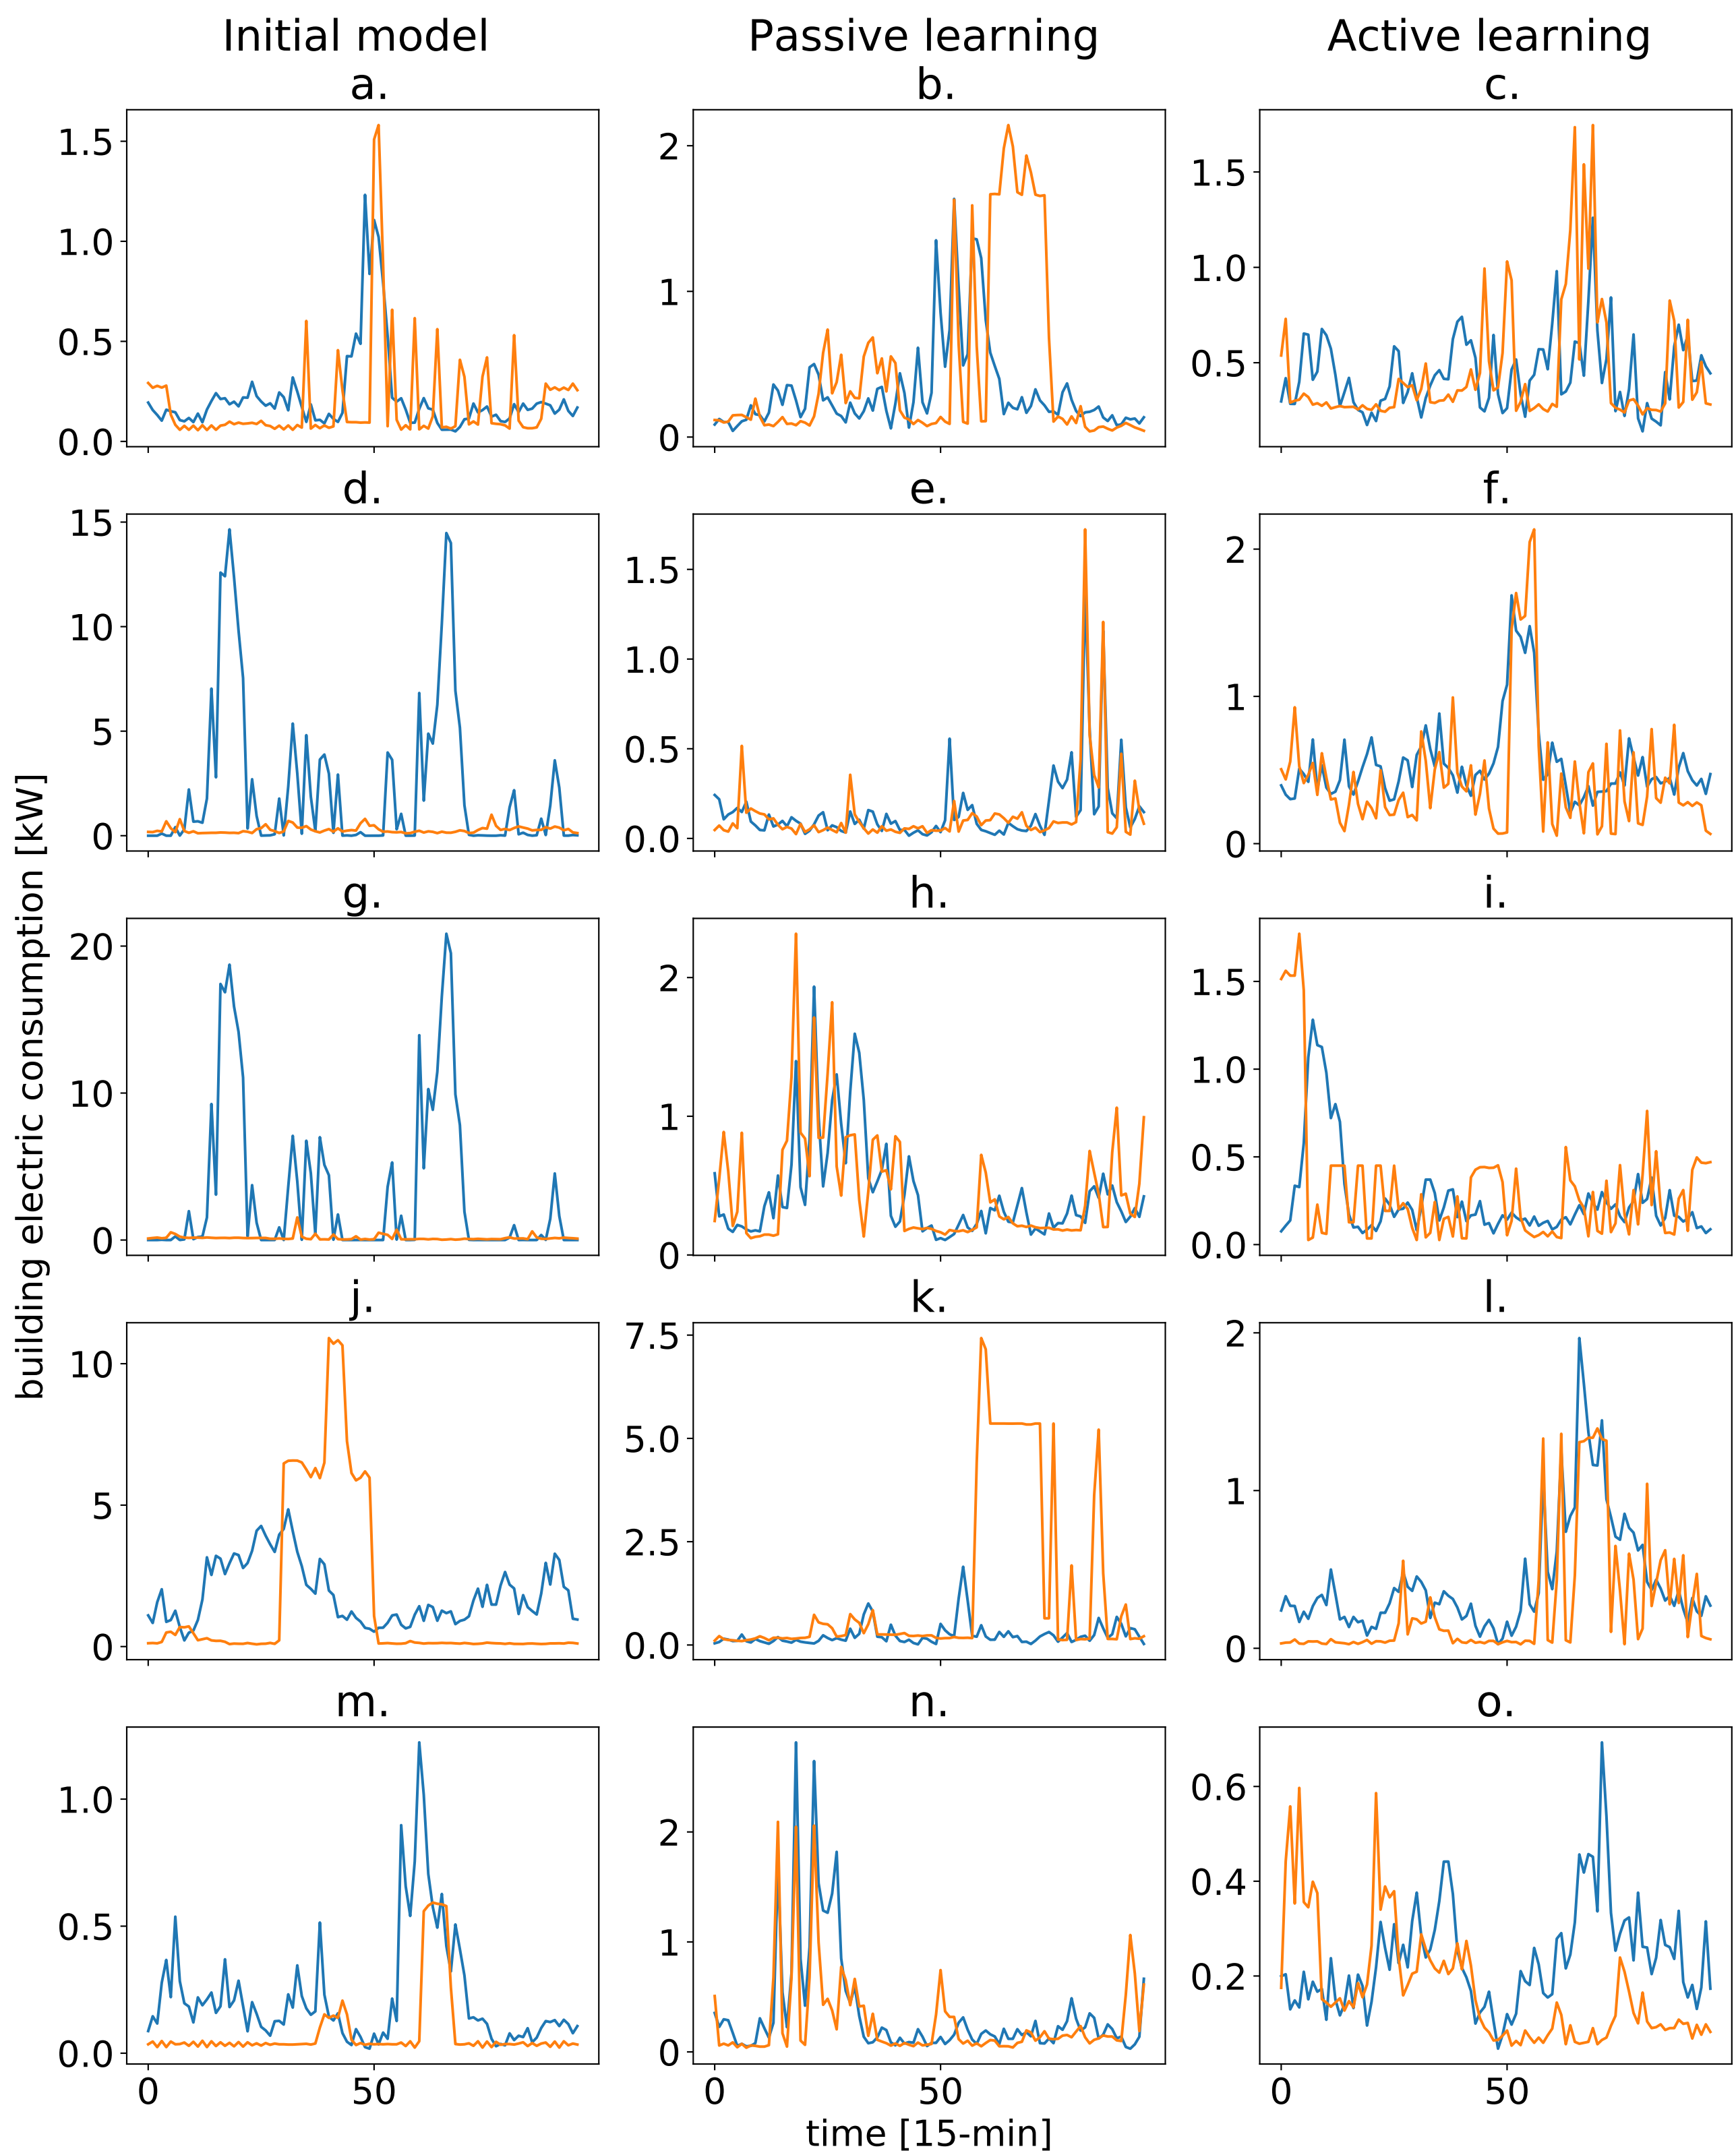 Initial model Passive learning Active learning
a. b. c.
1.5 2 1.5
1.0 1 1.0
0.5 0 0.5
0.0
d. e. f.
15 1.5 2
10 1.0 1
5 0.5 0
0 0.0
g. h. i.
20 2 1.5
10 1 1.0
0 0 0.5
0.0
j. k. l.
10 7.5 2
5 5.0 1
0 2.5 0
0.0
m. n. o.
1.0 2 0.6
0.5 1 0.4
0.0 0 0.2
0 50 0 50 0 50
time [15-min]
building electric consumption [kW]